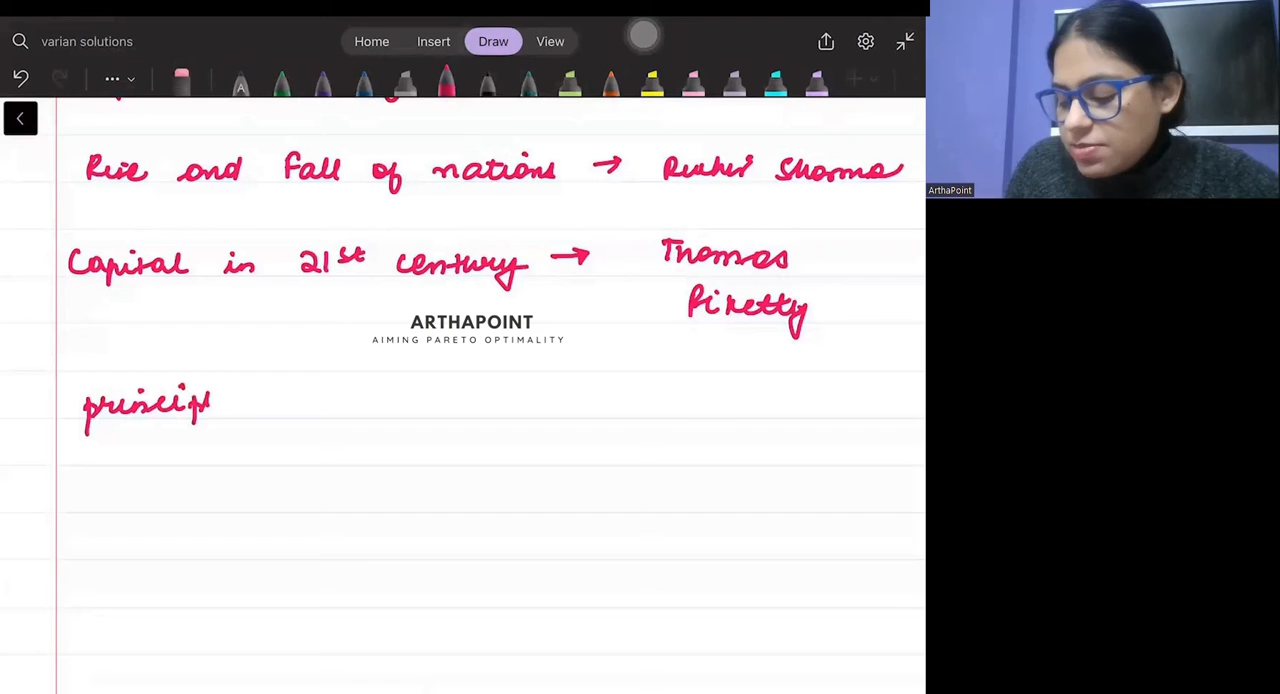 varian solutions
Home Insert Draw View
A
Rise and Fall of nations → Ruchir Sharma
Capital in 21st century → Thomas
Piketty
ARTHAPOINT
AIMING PARETO OPTIMALITY
princip
ArthaPoint